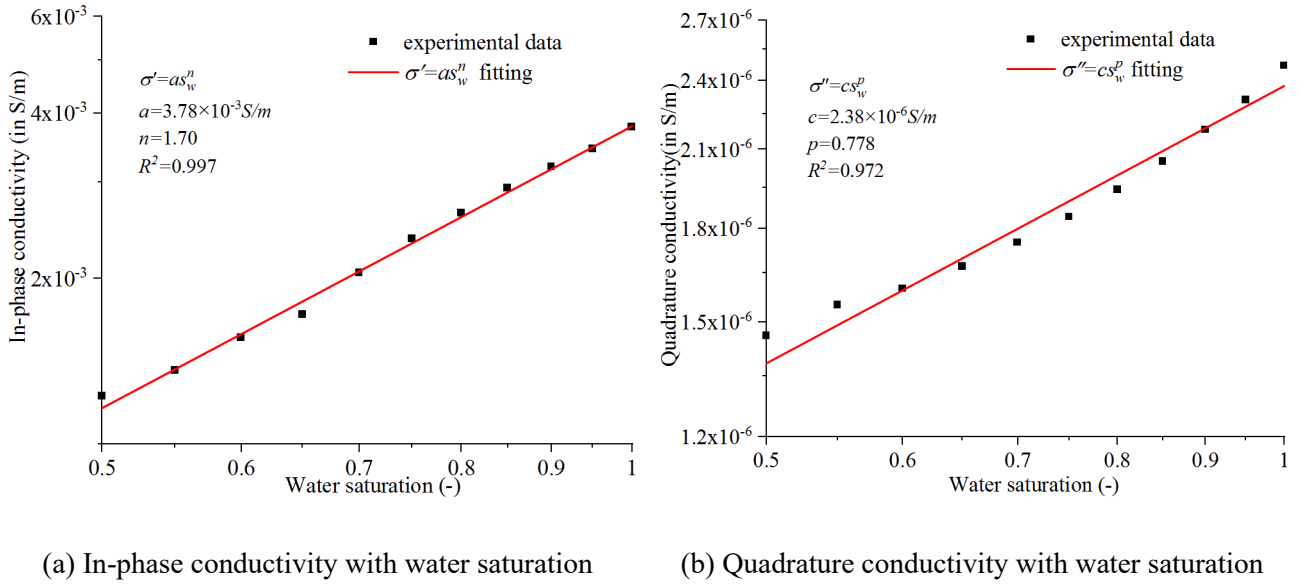 6x10⁻³
4x10⁻³
2x10⁻³
In-phase conductivity (in S/m)
experimental data
σ'=as_w^n fitting
σ'=as_w^n
a=3.78×10⁻³S/m
n=1.70
R²=0.997
0.5 0.6 0.7 0.8 0.9 1
Water saturation (-)
(a) In-phase conductivity with water saturation
2.7x10⁻⁶
2.4x10⁻⁶
2.1x10⁻⁶
1.8x10⁻⁶
1.5x10⁻⁶
1.2x10⁻⁶
Quadrature conductivity(in S/m)
experimental data
σ''=cs_w^p fitting
σ''=cs_w^p
c=2.38×10⁻⁶S/m
p=0.778
R²=0.972
0.5 0.6 0.7 0.8 0.9 1
Water saturation (-)
(b) Quadrature conductivity with water saturation